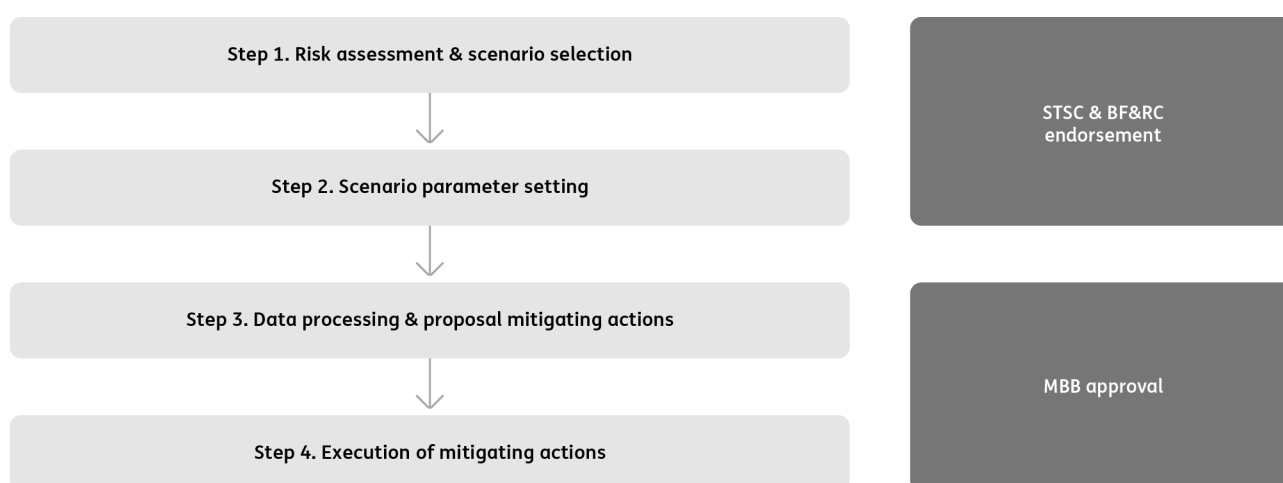 Step 1. Risk assessment & scenario selection
STSC & BF&RC
endorsement
Step 2. Scenario parameter setting
Step 3. Data processing & proposal mitigating actions
MBB approval
Step 4. Execution of mitigating actions